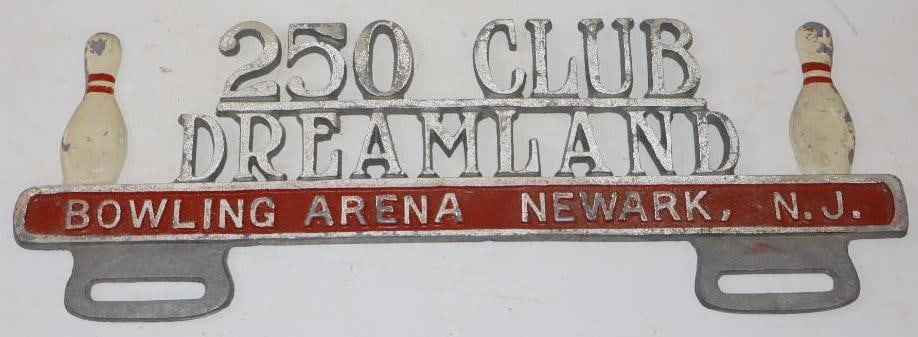 250 CLUB
DREAMLAND
BOWLING ARENA NEWARK, N.J.